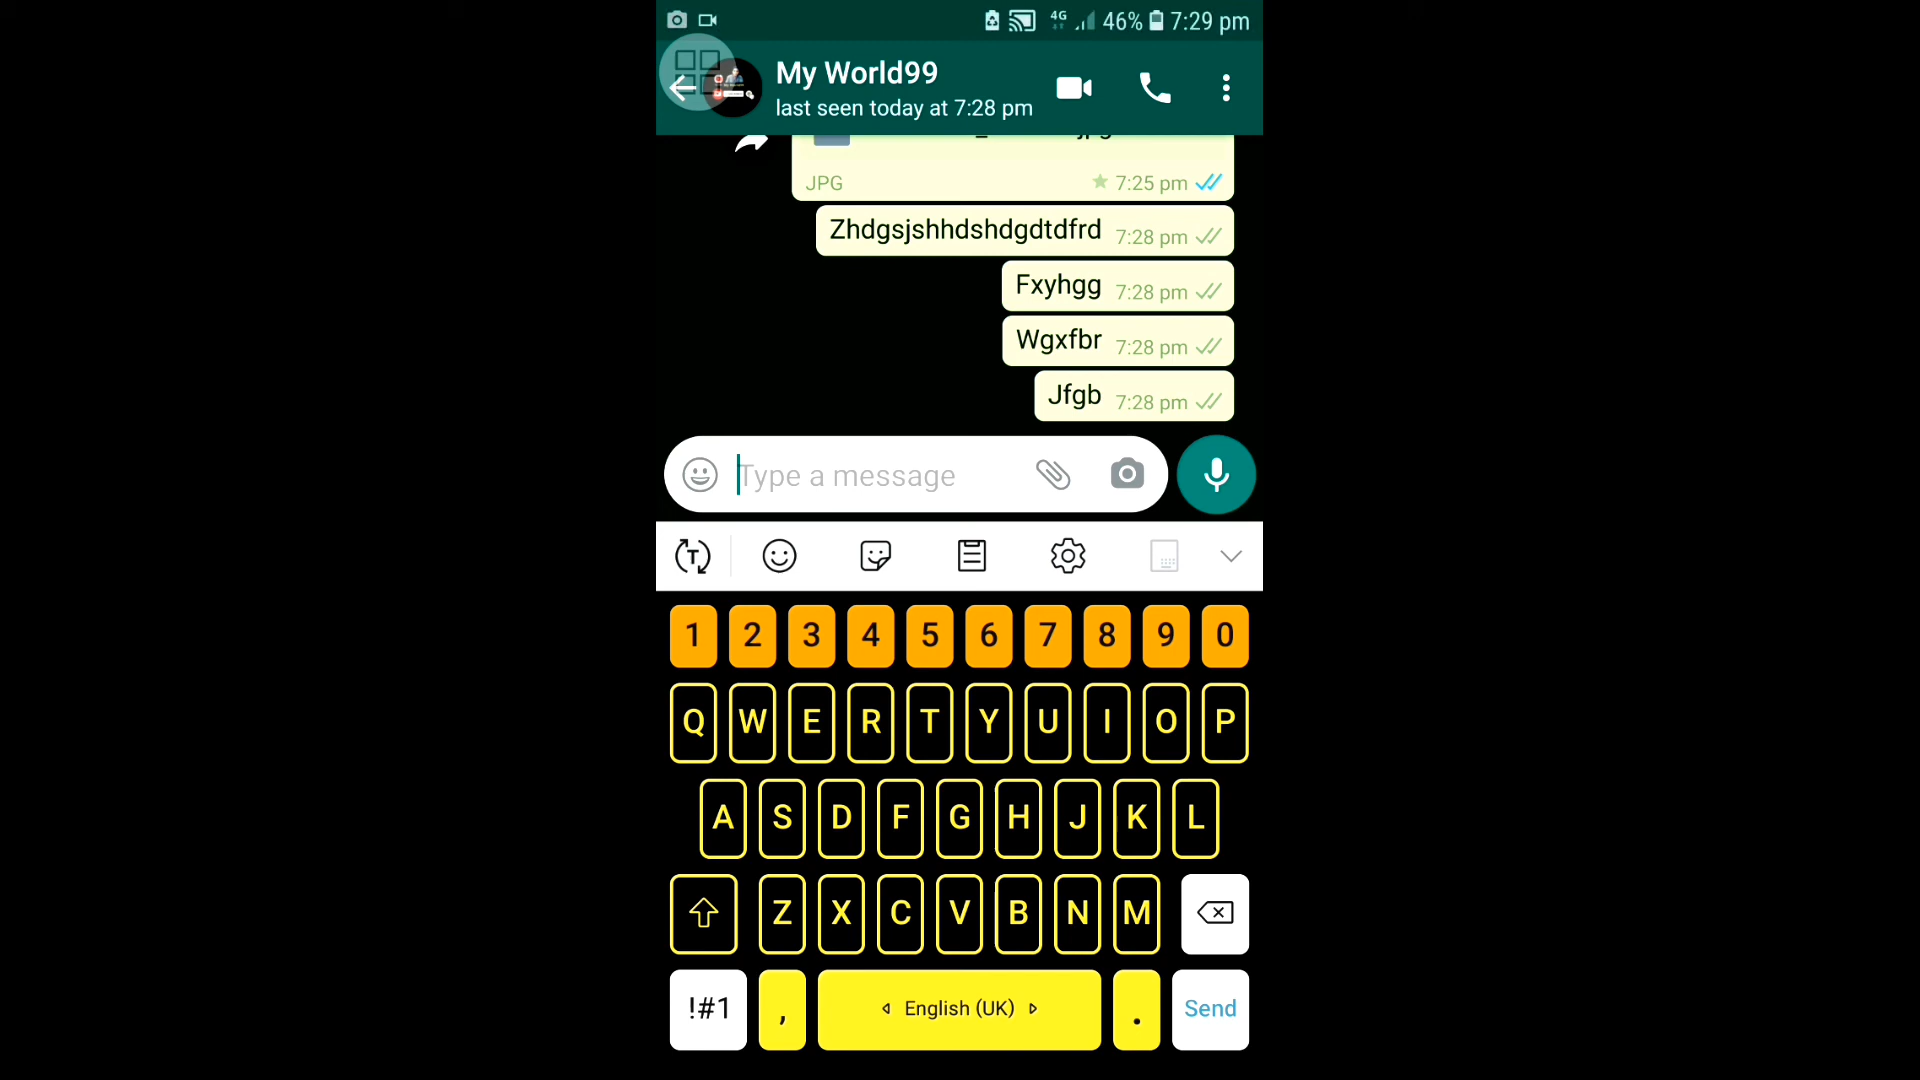 4G 46% 7:29 pm
My World99
last seen today at 7:28 pm
JPG 7:25 pm
Zhdgsjshhdshdgdtdfrd 7:28 pm
Fxyhgg 7:28 pm
Wgxfbr 7:28 pm
Jfgb 7:28 pm
Type a message
T
1 2 3 4 5 6 7 8 9 0
Q W E R T Y U I O P
A S D F G H J K L
Z X C V B N M
!#1 , English (UK) . Send